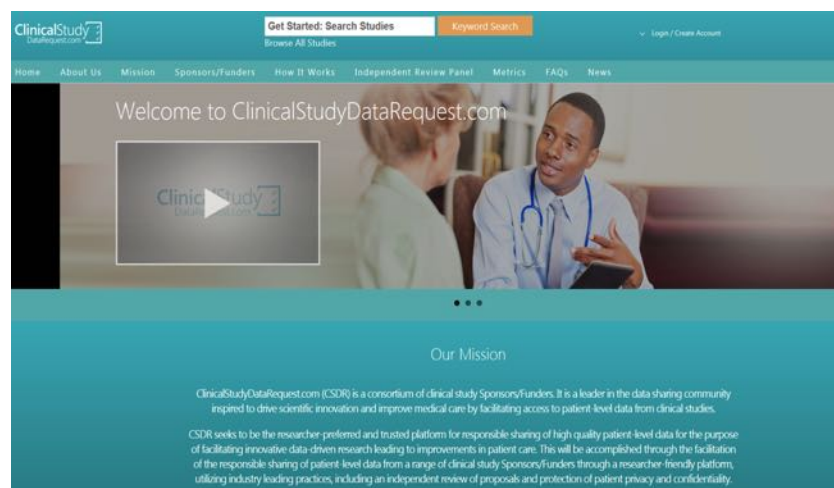 ClinicalStudy
DataRequest.com
Get Started: Search Studies
Keyword Search
Browse All Studies
Login / Create Account
Home About Us Mission Sponsors/Funders How It Works Independent Review Panel Metrics FAQs News
Welcome to ClinicalStudyDataRequest.com
ClinicalStudy
DataRequest.com
Our Mission
ClinicalStudyDataRequest.com (CSDR) is a consortium of clinical study Sponsors/Funders. It is a leader in the data sharing community
inspired to drive scientific innovation and improve medical care by facilitating access to patient-level data from clinical studies.
CSDR seeks to be the researcher-preferred and trusted platform for responsible sharing of high quality patient-level data for the purpose
of facilitating innovative data-driven research leading to improvements in patient care. This will be accomplished through the facilitation
of the responsible sharing of patient-level data from a range of clinical study Sponsors/Funders through a researcher-friendly platform,
utilizing industry leading practices, including an independent review of proposals and protection of patient privacy and confidentiality.